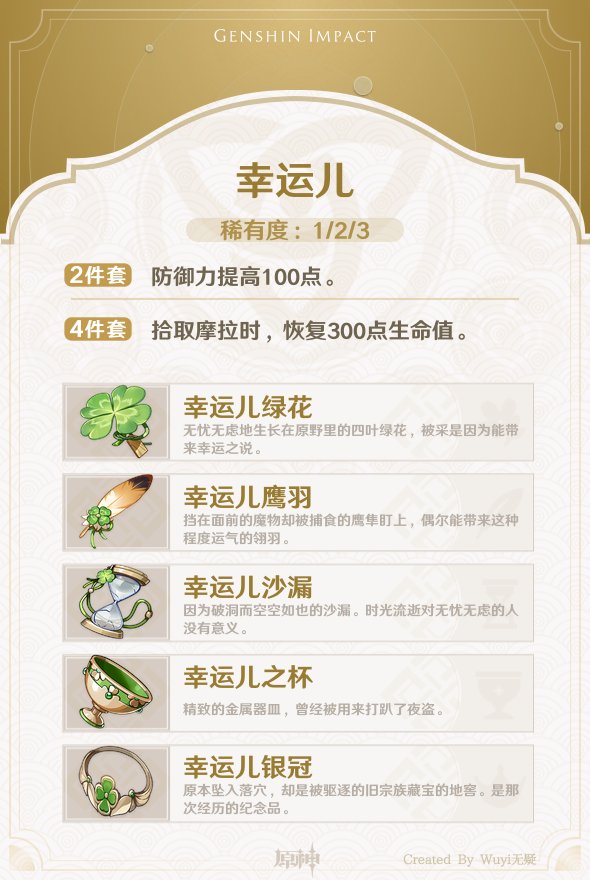 GENSHIN IMPACT
幸运儿
稀有度：1/2/3
2件套 防御力提高100点。
4件套 拾取摩拉时，恢复300点生命值。
幸运儿绿花
无忧无虑地生长在原野里的四叶绿花，被采是因为能带
来幸运之说。
幸运儿鹰羽
挡在面前的魔物却被捕食的鹰隼盯上，偶尔能带来这种
程度运气的翎羽。
幸运儿沙漏
因为破洞而空空如也的沙漏。时光流逝对无忧无虑的人
没有意义。
幸运儿之杯
精致的金属器皿，曾经被用来打趴了夜盗。
幸运儿银冠
原本坠入落穴，却是被驱逐的旧宗族藏宝的地窖。是那
次经历的纪念品。
原神
Created By Wuyi无疑